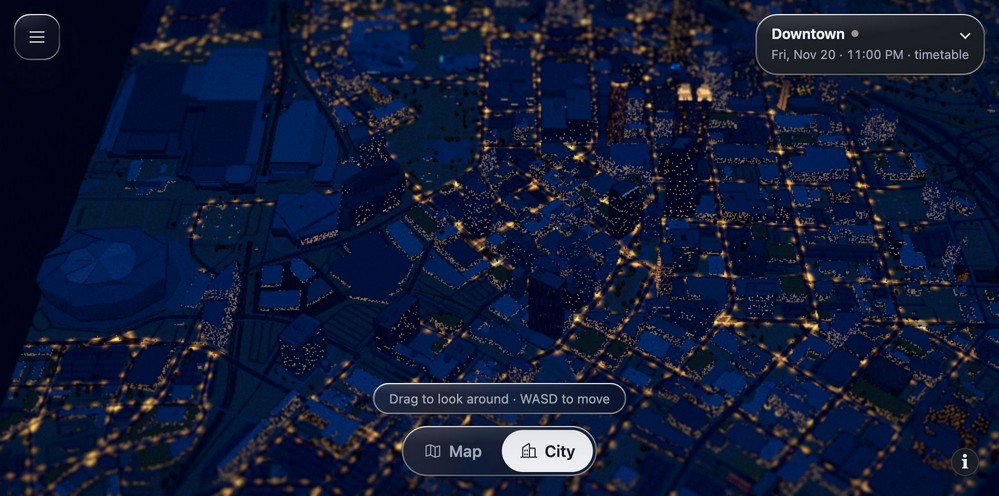 Downtown
Fri, Nov 20 · 11:00 PM · timetable
Drag to look around · WASD to move
Map
City
i